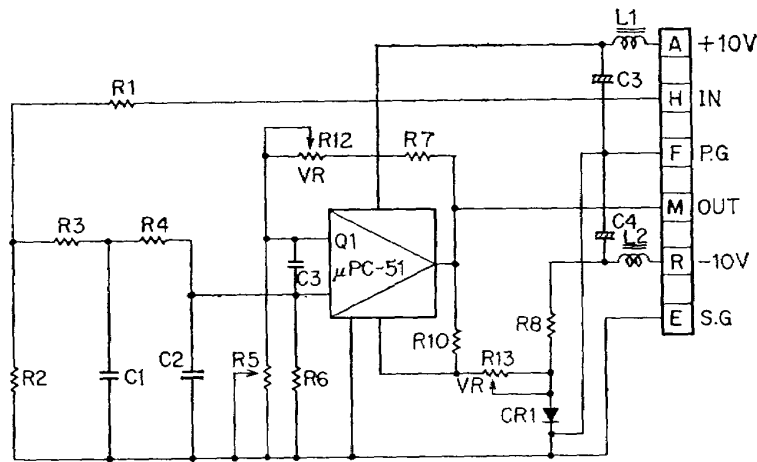 L1
A +10V
C3
R1
H IN
R12
R7
VR
F P.G
R3
R4
M OUT
Q1
μPC-51
C4
L2
C3
R -10V
R8
E S.G
R10
R13
C2
R5
VR
R2
C1
R6
CR1